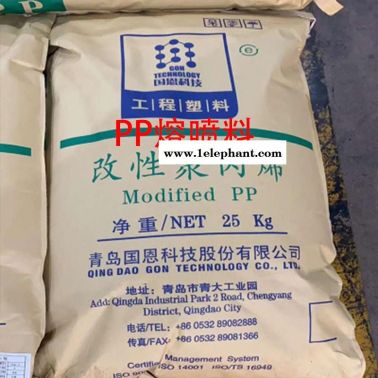 PP
GON
TECHNOLOGY
国恩科技
工程塑料
PP熔喷料
www.1elephant.com
改性聚丙烯
Modified PP
净重/NET 25 Kg
青岛国恩科技股份有限公司
QINGDAO GON TECHNOLOGY CO., LTD.
地址: 青岛市青大工业园
Add: Qingda Industrial Park 2 Road, Chengyang
District, Qingdao City
电话/TEL: +86 0532 89082888
传真/FAX: +86 0532 89081366
Management System
ISO 14001 ISO/TS 16949